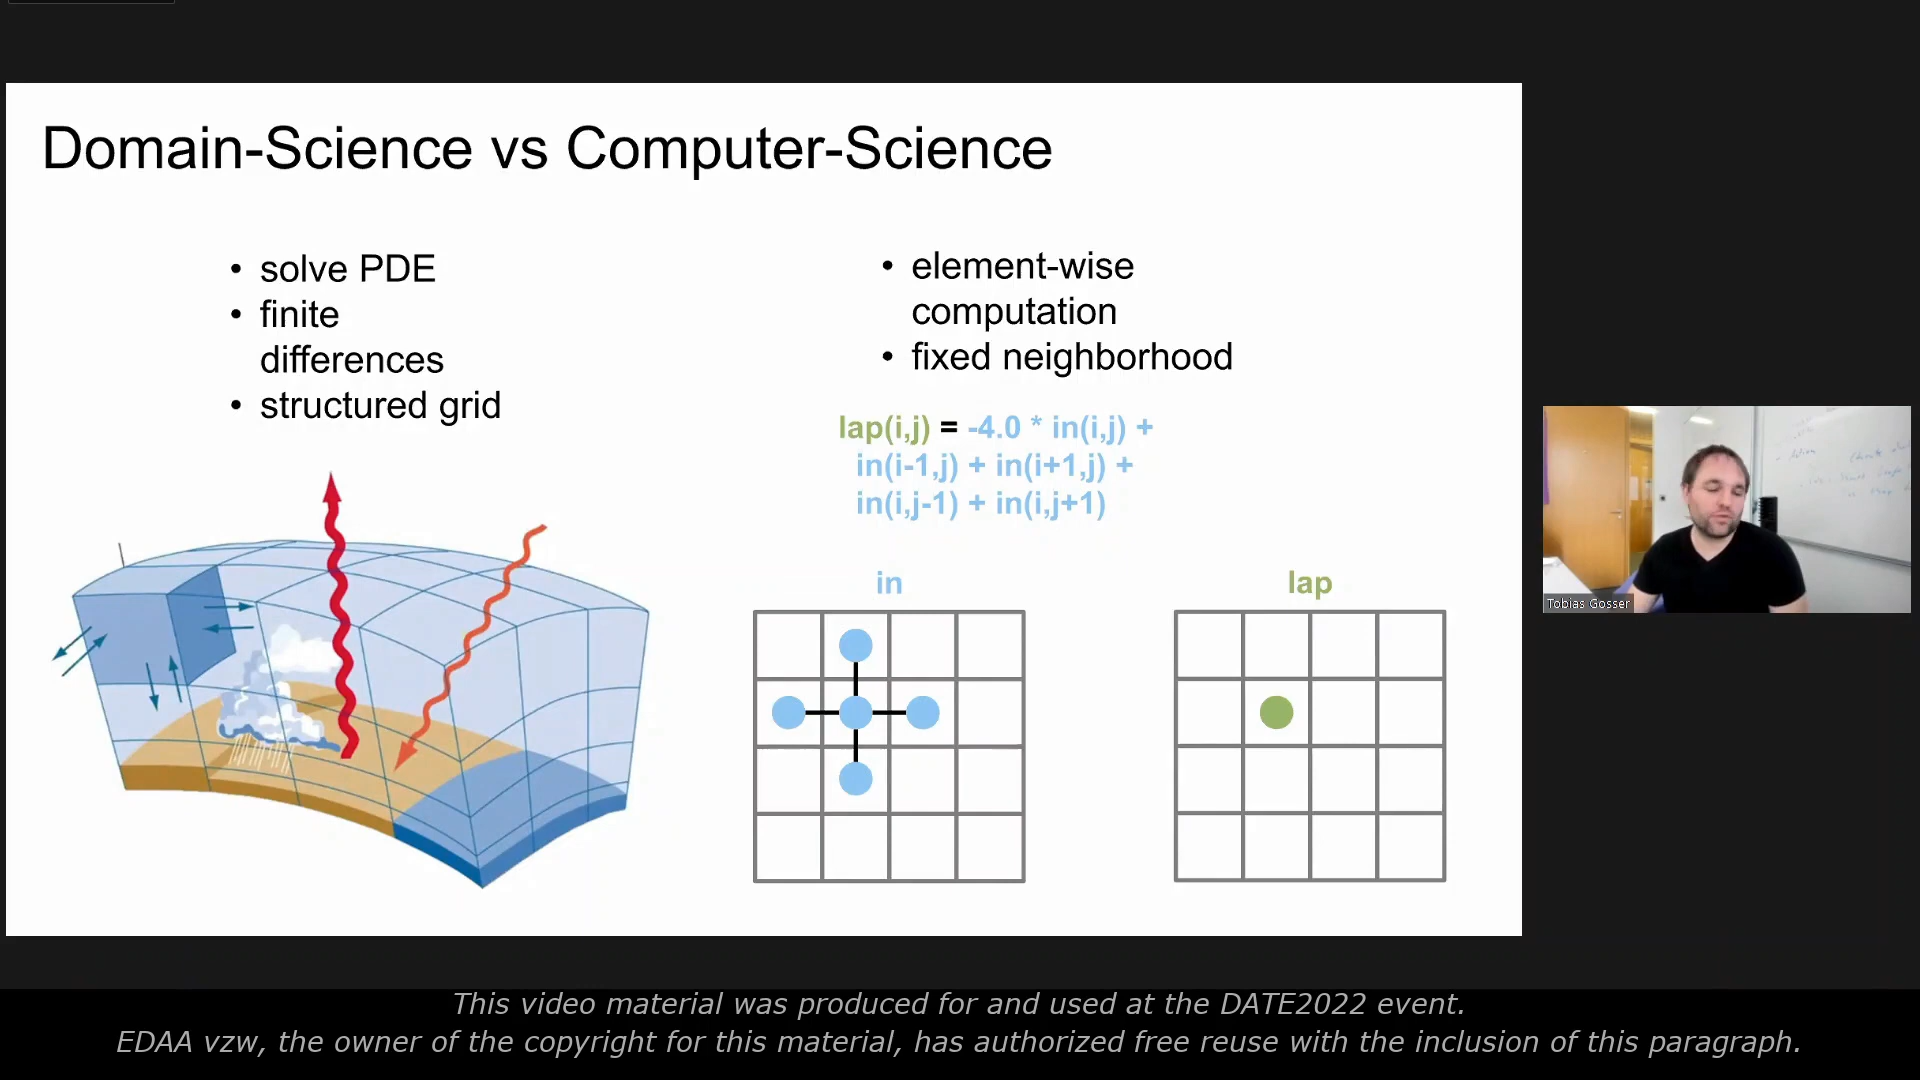 Domain-Science vs Computer-Science
• solve PDE
• finite
differences
• structured grid
• element-wise
computation
• fixed neighborhood
lap(i,j) = -4.0 * in(i,j) +
in(i-1,j) + in(i+1,j) +
in(i,j-1) + in(i,j+1)
in
lap
Tobias Gosser
This video material was produced for and used at the DATE2022 event.
EDAA vzw, the owner of the copyright for this material, has authorized free reuse with the inclusion of this paragraph.